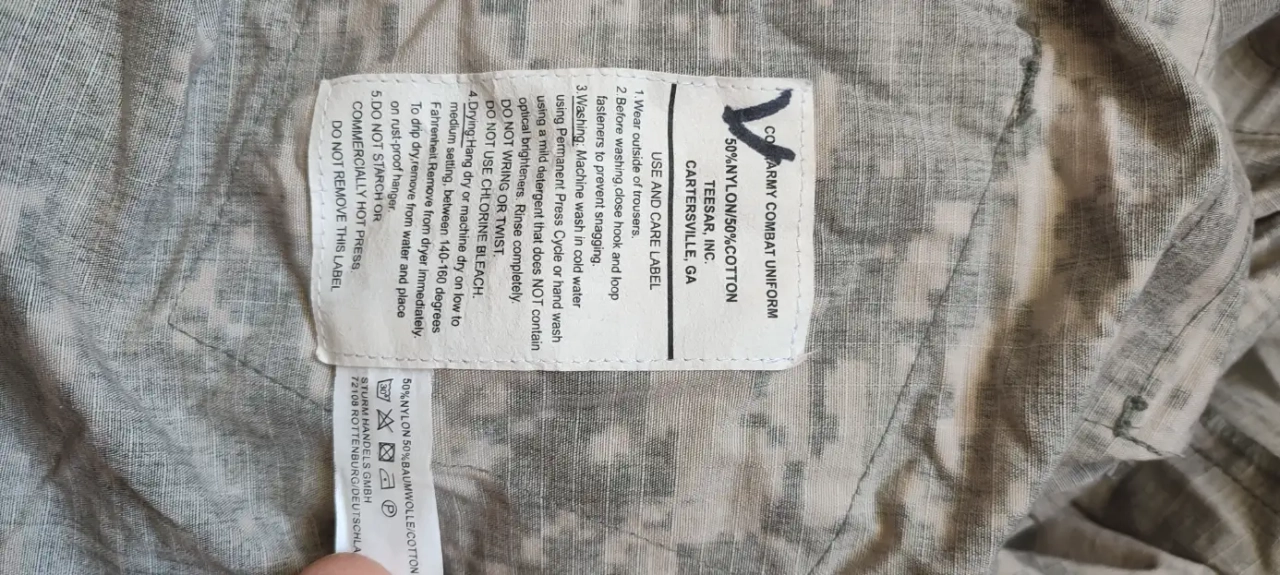 ARMY COMBAT UNIFORM
50%NYLON/50%COTTON
TEESAR, INC.
CARTERSVILLE, GA
USE AND CARE LABEL
1.Wear outside of trousers.
2.Before washing,close hook and loop
fasteners to prevent snagging.
3.Washing: Machine wash in cold water
using Permanent Press Cycle or hand wash
using a mild detergent that does NOT contain
optical brighteners. Rinse completely.
DO NOT WRING OR TWIST.
DO NOT USE CHLORINE BLEACH.
4.Drying:Hang dry or machine dry on low to
medium setting, between 140-160 degrees
Fahrenheit.Remove from dryer immediately.
To drip dry,remove from water and place
on rust-proof hanger.
5.DO NOT STARCH OR
COMMERCIALLY HOT PRESS.
DO NOT REMOVE THIS LABEL
50%NYLON 50%BAUMWOLLE/COTTON
30° P
STURM HANDELS GMBH
72108 ROTTENBURG/DEUTSCHLA